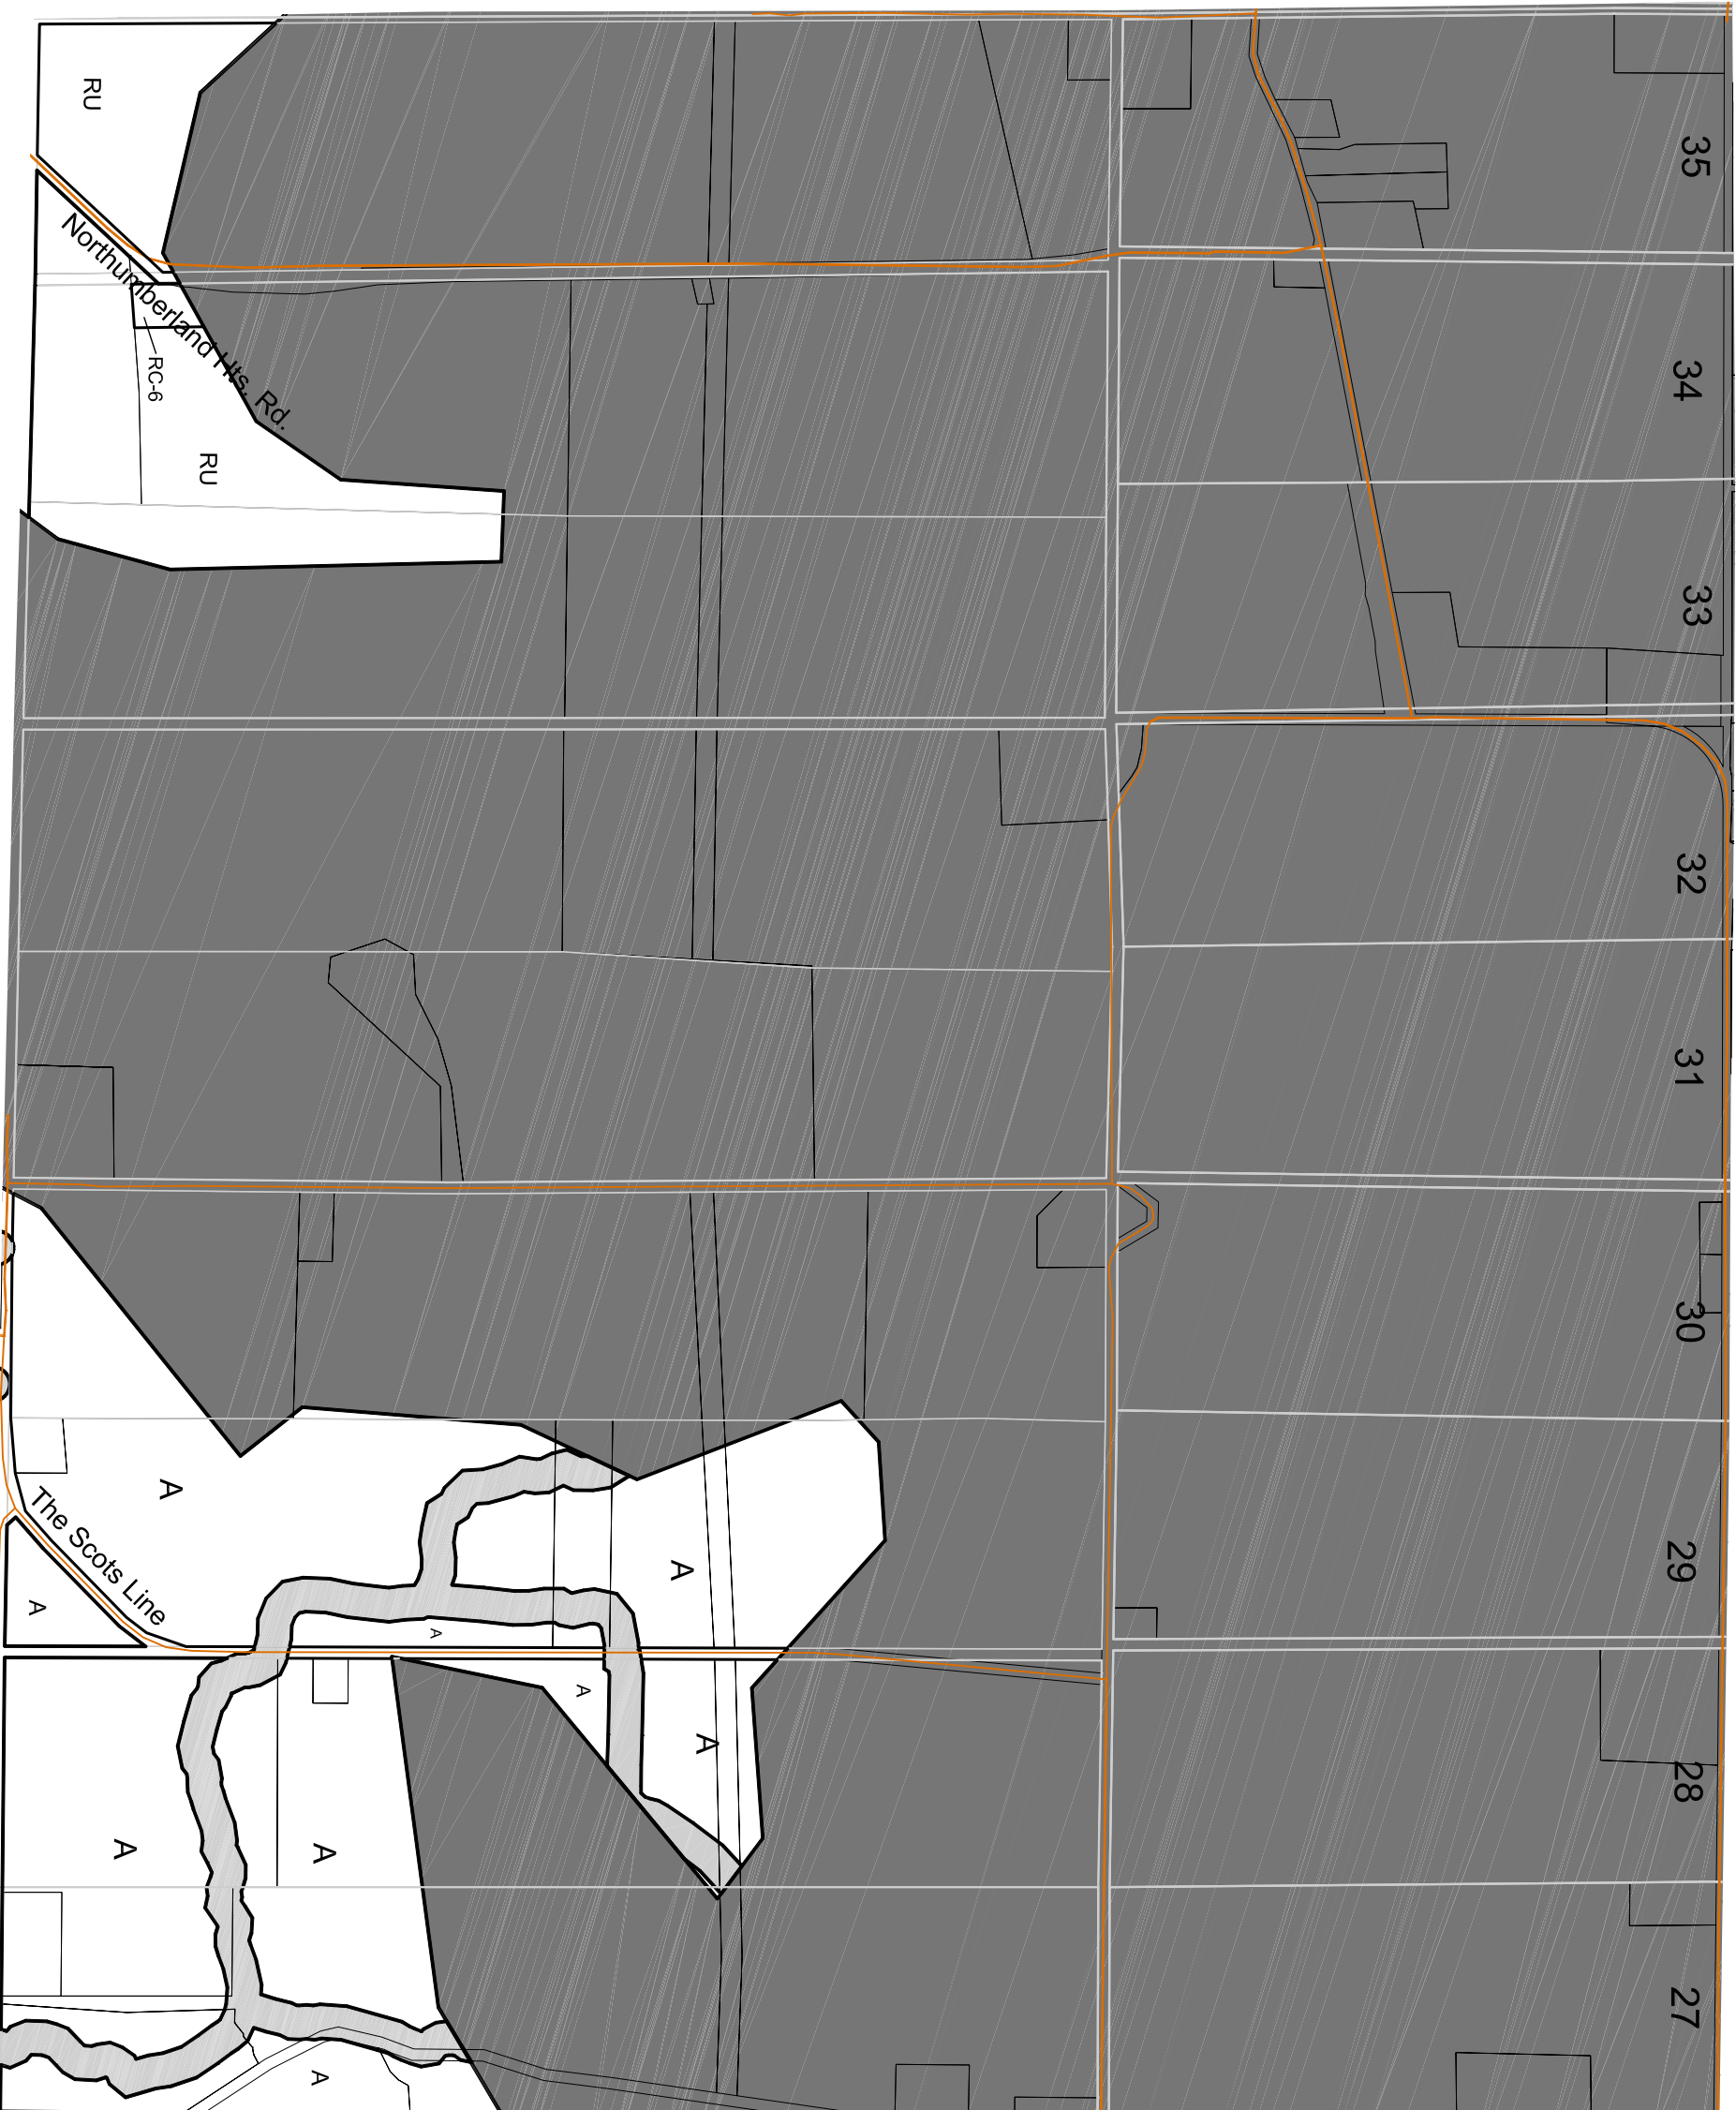 RU
35
Northumberland Hts. Rd.
RC-6
34
RU
33
32
31
30
A
The Scots Line
A
29
A
A
A
A
28
A
A
27
A